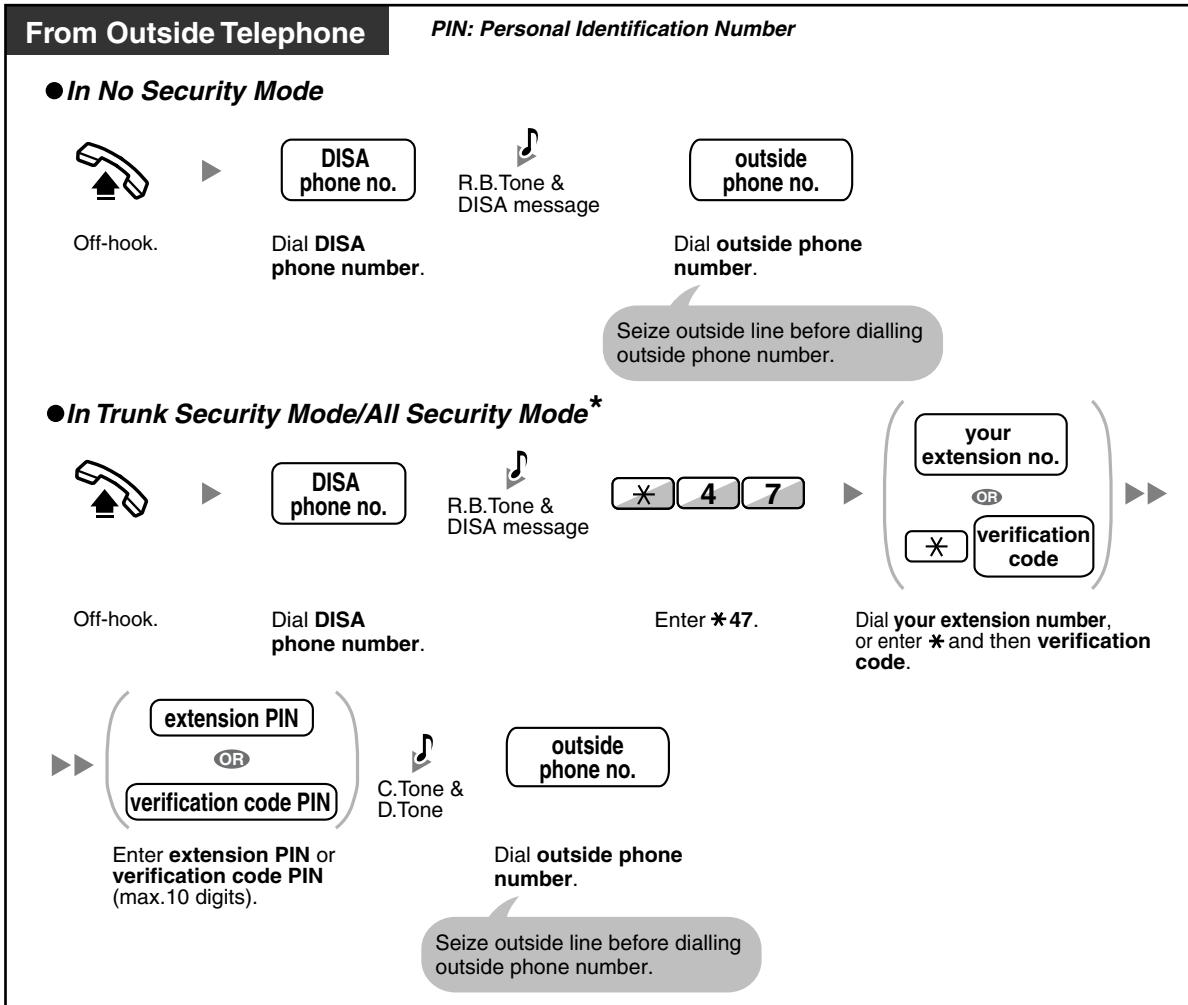 From Outside Telephone
PIN: Personal Identification Number
●In No Security Mode
DISA
phone no.
R.B.Tone &
DISA message
outside
phone no.
Off-hook.
Dial DISA
phone number.
Dial outside phone
number.
Seize outside line before dialling
outside phone number.
●In Trunk Security Mode/All Security Mode*
DISA
phone no.
R.B.Tone &
DISA message
* 4 7
your
extension no.
OR
* verification
code
Off-hook.
Dial DISA
phone number.
Enter *47.
Dial your extension number,
or enter * and then verification
code.
extension PIN
OR
verification code PIN
C.Tone &
D.Tone
outside
phone no.
Enter extension PIN or
verification code PIN
(max.10 digits).
Dial outside phone
number.
Seize outside line before dialling
outside phone number.